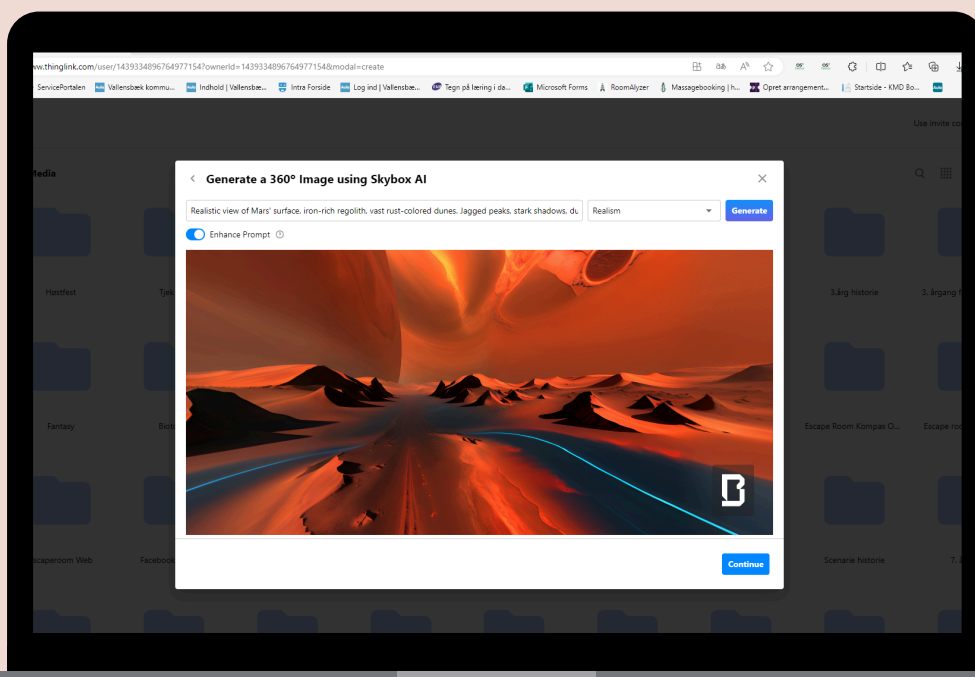 ww.thinglink.com/user/1439334896764977154?ownerId=1439334896764977154&modal=create
ServicePortalen Vallensbæk kommu... Indhold | Vallensbæ... Intra Forside Log ind | Vallensbæ... Tegn på læring i da... Microsoft Forms RoomAlyzer Massagebooking | h... Opret arrangement... Startside - KMD Bo...
Use invite co
Media
Generate a 360° Image using Skybox AI
Realistic view of Mars' surface, iron-rich regolith, vast rust-colored dunes. Jagged peaks, stark shadows, du Realism Generate
Enhance Prompt
Høstfest Tjek 3.årg historie 3. årgang
Fantasy Escape Room Kompas O... Escape roo
Continue
scaperoom Web Facebook Scenarie historie 7.